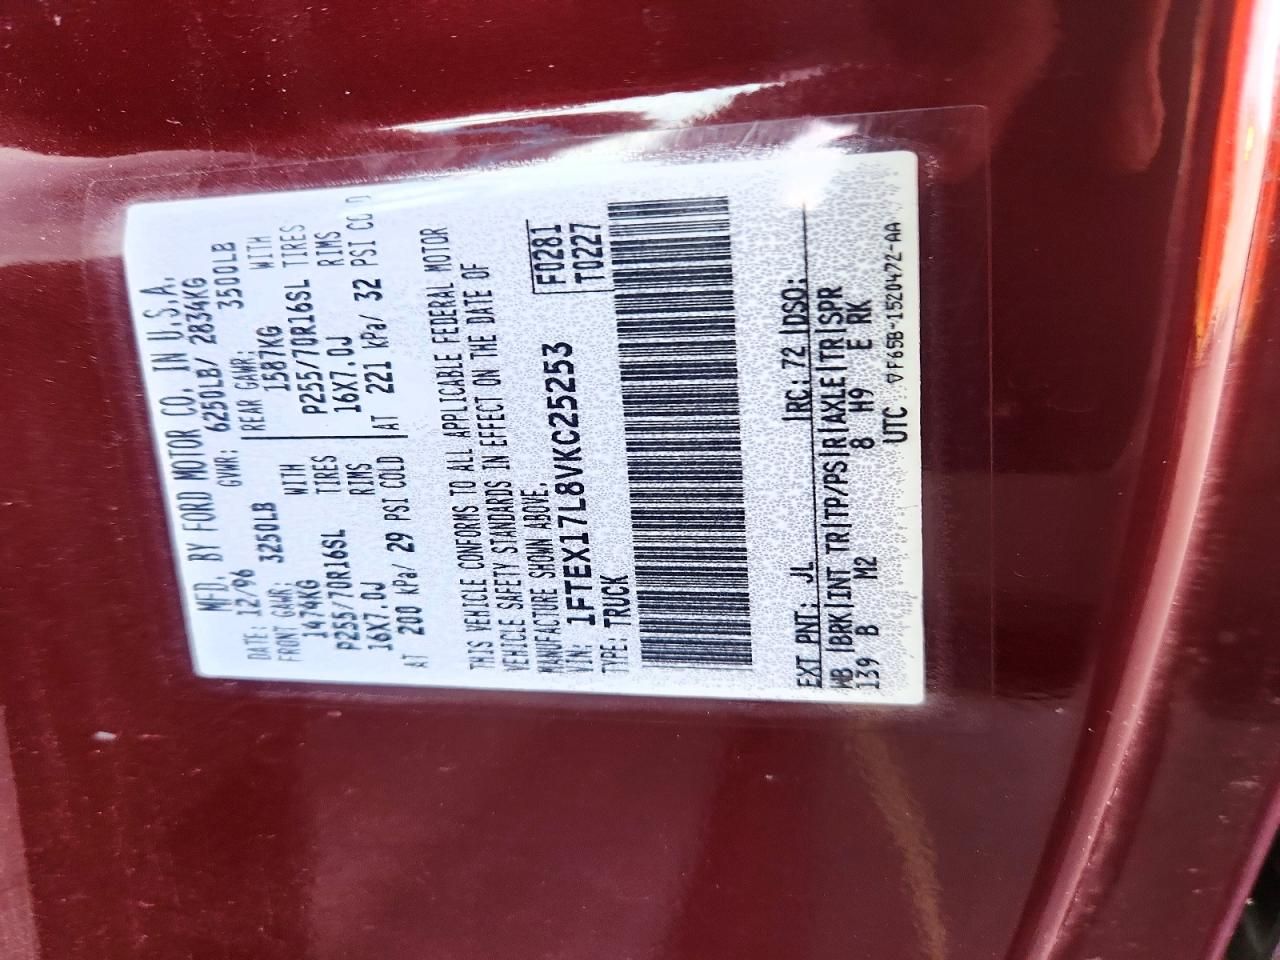 MFD. BY FORD MOTOR CO. IN U.S.A.
DATE: 12/96 GVWR: 6250LB/ 2834KG
FRONT GAWR: 3250LB REAR GAWR: 3500LB
1474KG WITH 1587KG WITH
P255/70R16SL TIRES P255/70R16SL TIRES
16X7.0J RIMS 16X7.0J RIMS
AT 200 kPa/ 29 PSI COLD AT 221 kPa/ 32 PSI
THIS VEHICLE CONFORMS TO ALL APPLICABLE FEDERAL MOTOR
VEHICLE SAFETY STANDARDS IN EFFECT ON THE DATE OF
MANUFACTURE SHOWN ABOVE.
VIN: 1FTEX17L8VKC25253 F0281
TYPE: TRUCK T0227
EXT PNT: JL RC:72 DSO:
WB BRK INT TR TP/PS R AXLE TR SPR
139 B M2 8 H9 E RK
UTC ▽F65B-1520472-AA